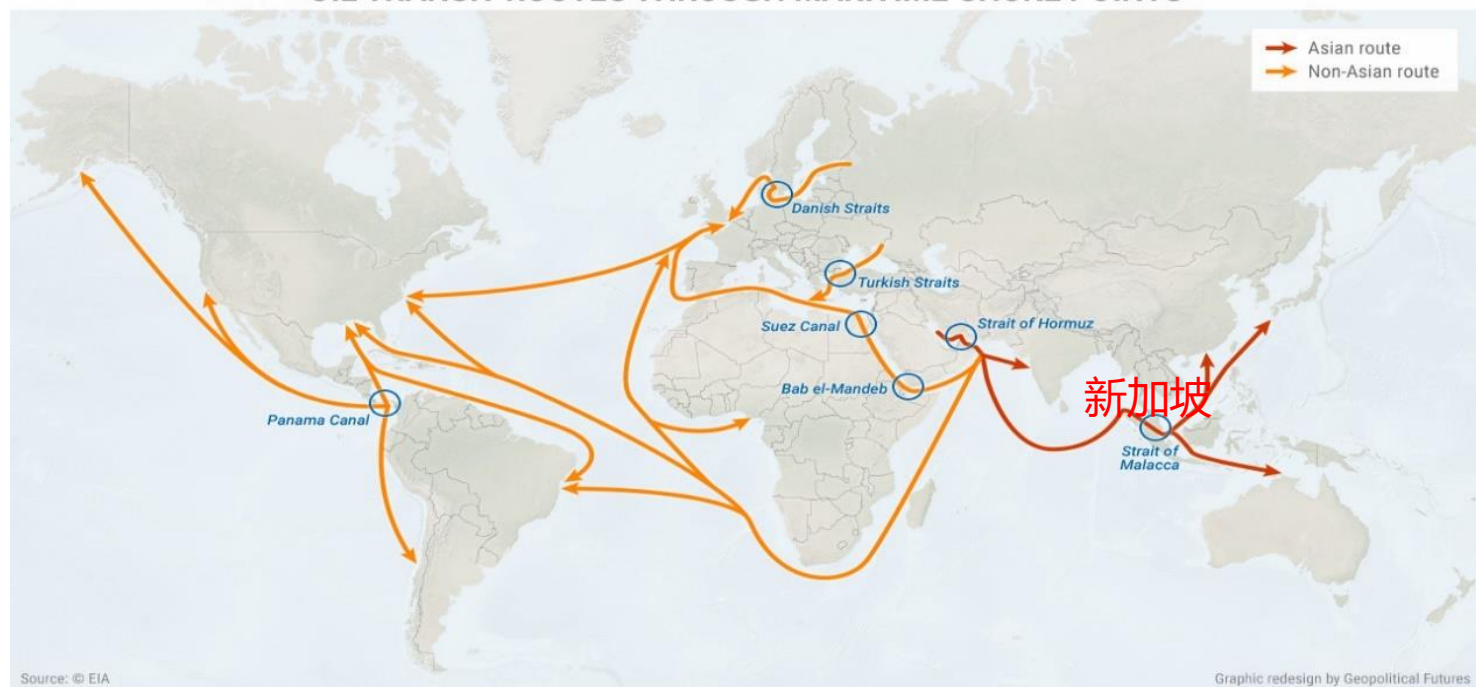 Asian route
Non-Asian route
Danish Straits
Turkish Straits
Suez Canal
Strait of Hormuz
Bab el-Mandeb
新加坡
Panama Canal
Strait of
Malacca
Source: © EIA
Graphic redesign by Geopolitical Futures